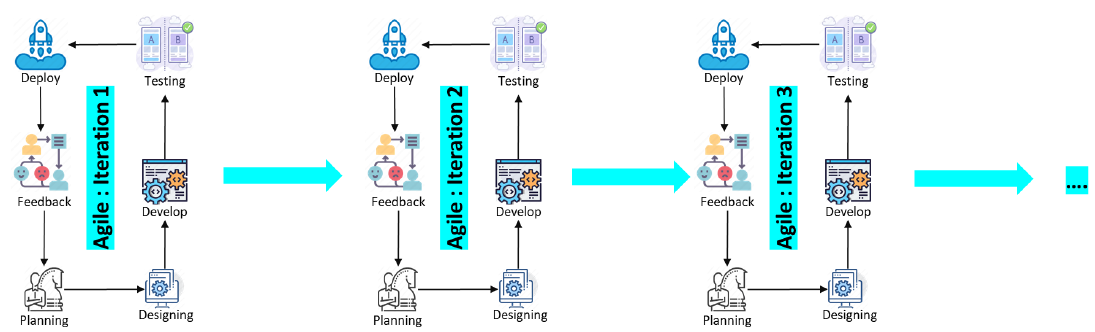 Deploy
A B
Testing
Agile : Iteration 1
Feedback
Develop
Planning
Designing
Deploy
A B
Testing
Agile : Iteration 2
Feedback
Develop
Planning
Designing
Deploy
A B
Testing
Agile : Iteration 3
Feedback
Develop
Planning
Designing
....